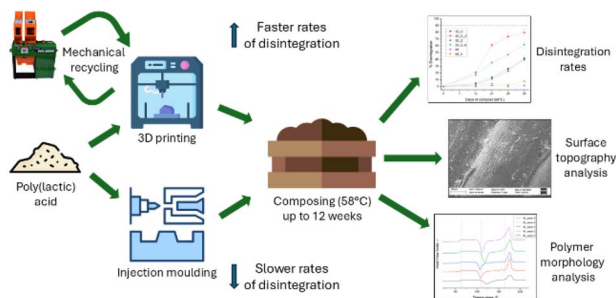 Mechanical
recycling
3D printing
Poly(lactic)
acid
Injection moulding
Faster rates
of disintegration
Composing (58°C)
up to 12 weeks
Slower rates
of disintegration
Disintegration
rates
% Disintegration
Surface
topography
analysis
Polymer
morphology
analysis